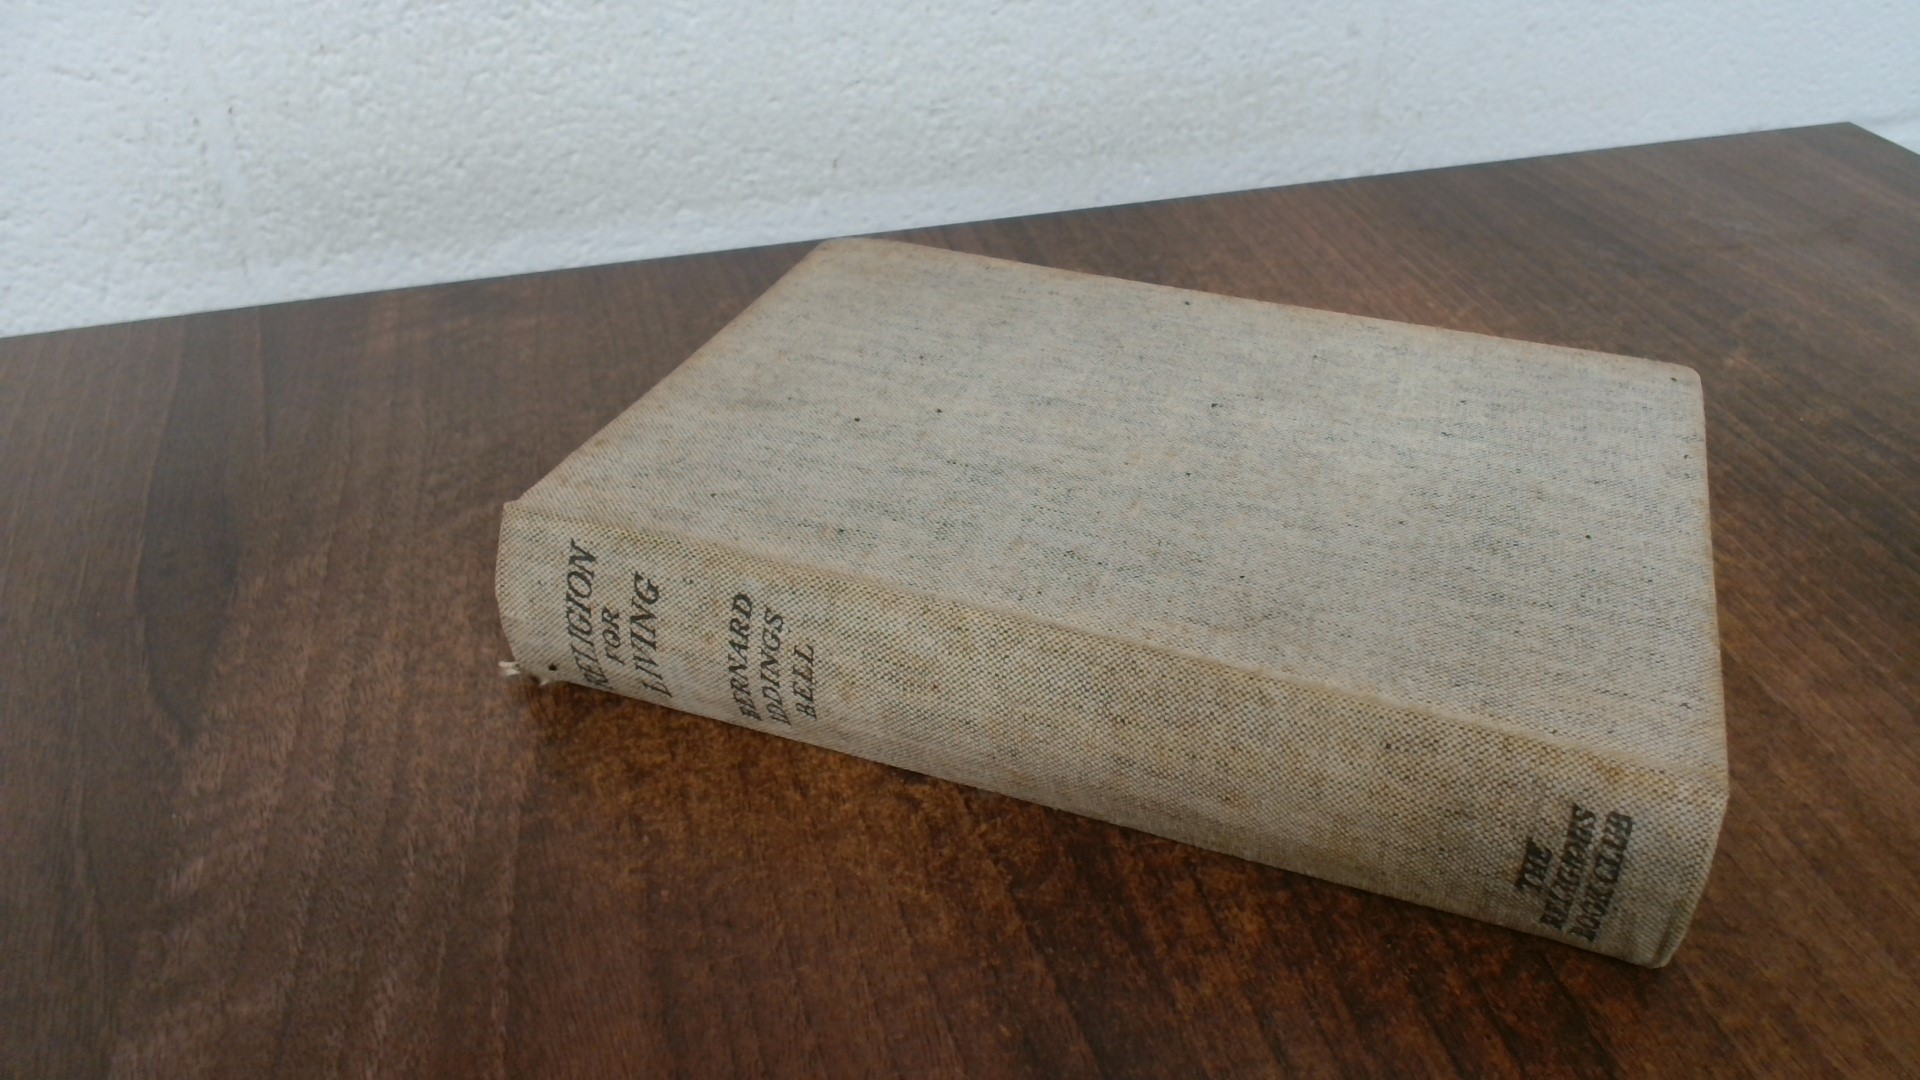 RELIGION
FOR
LIVING
BERNARD
IDDINGS
BELL
THE
RELIGIOUS
BOOK CLUB